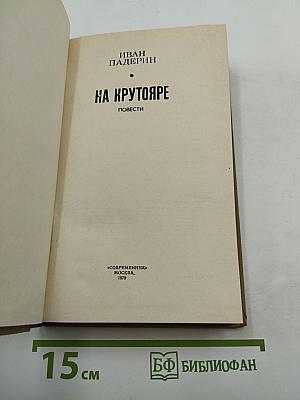 ИВАН
ПАДЕРИН
НА КРУТОЯРЕ
ПОВЕСТИ
«СОВРЕМЕННИК»
МОСКВА
1979
15 см
БФ БИБЛИОФАН